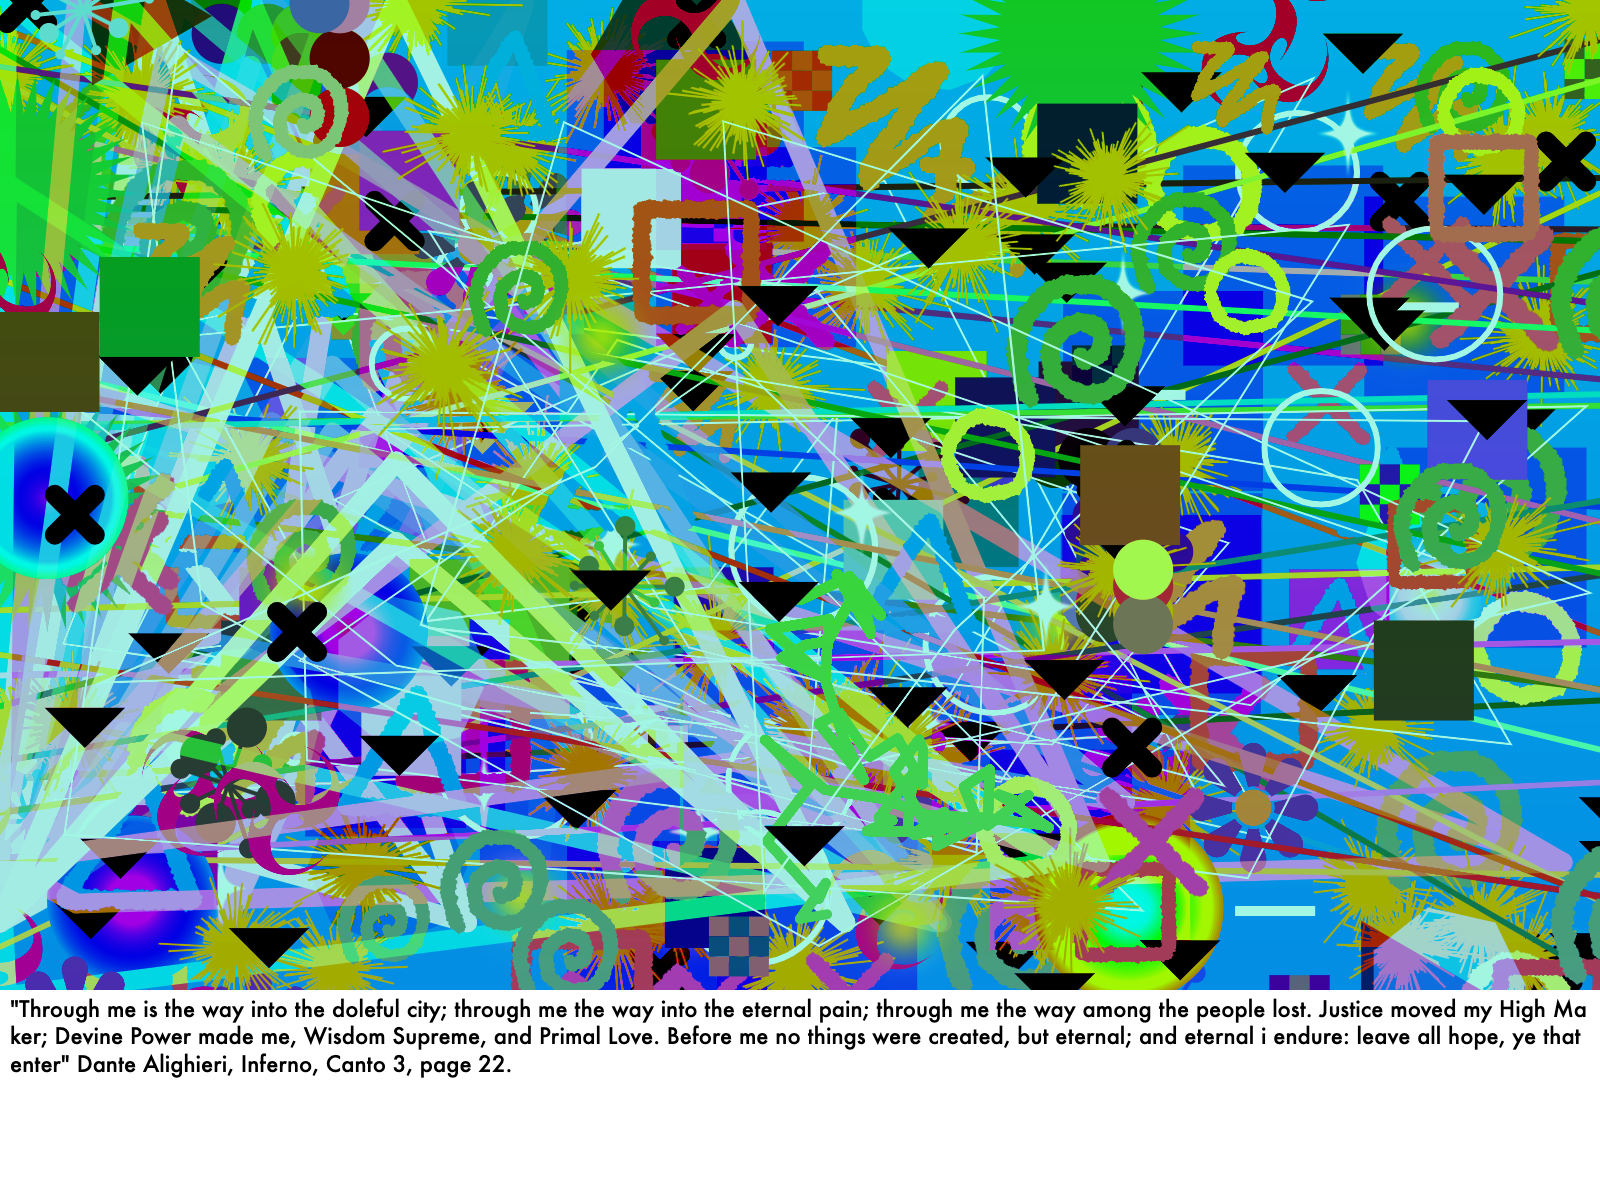 "Through me is the way into the doleful city; through me the way into the eternal pain; through me the way among the people lost. Justice moved my High Ma
ker; Devine Power made me, Wisdom Supreme, and Primal Love. Before me no things were created, but eternal; and eternal i endure: leave all hope, ye that
enter" Dante Alighieri, Inferno, Canto 3, page 22.